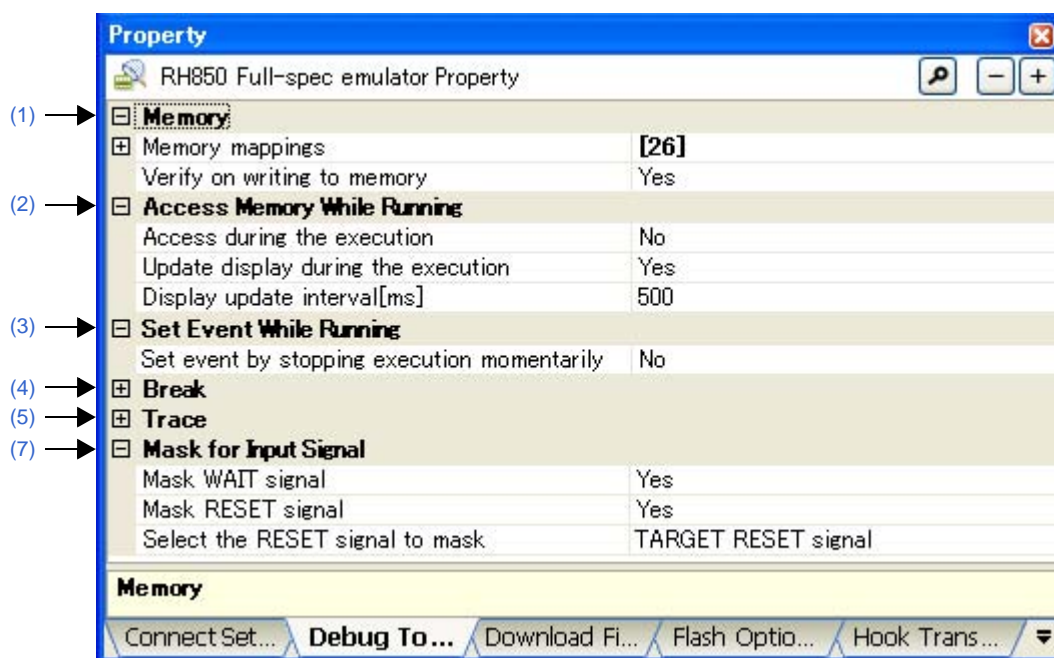 Property
RH850 Full-spec emulator Property
(1) Memory
Memory mappings [26]
Verify on writing to memory Yes
(2) Access Memory While Running
Access during the execution No
Update display during the execution Yes
Display update interval[ms] 500
(3) Set Event While Running
Set event by stopping execution momentarily No
(4) Break
(5) Trace
(7) Mask for Input Signal
Mask WAIT signal Yes
Mask RESET signal Yes
Select the RESET signal to mask TARGET RESET signal
Memory
Connect Set... Debug To... Download Fi... Flash Optio... Hook Trans...